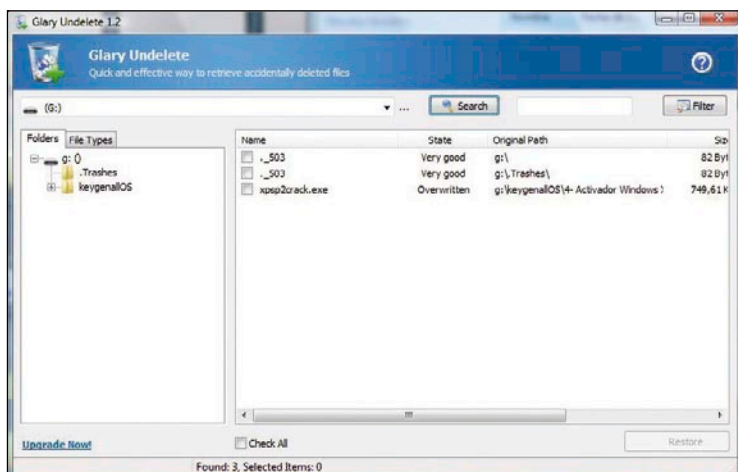 Glary Undelete 1.2
Glary Undelete
Quick and effective way to retrieve accidentally deleted files
(G:) ... Search Filter
Folders File Types
g: ()
.Trashes
keygenallOS
Name State Original Path Siz
._503 Very good g:\ 82 Byt
._503 Very good g:\.Trashes\ 82 Byt
xpsp2crack.exe Overwritten g:\keygenallOS\4- Activador Windows 749,61 K
Upgrade Now! Check All Restore
Found: 3, Selected Items: 0